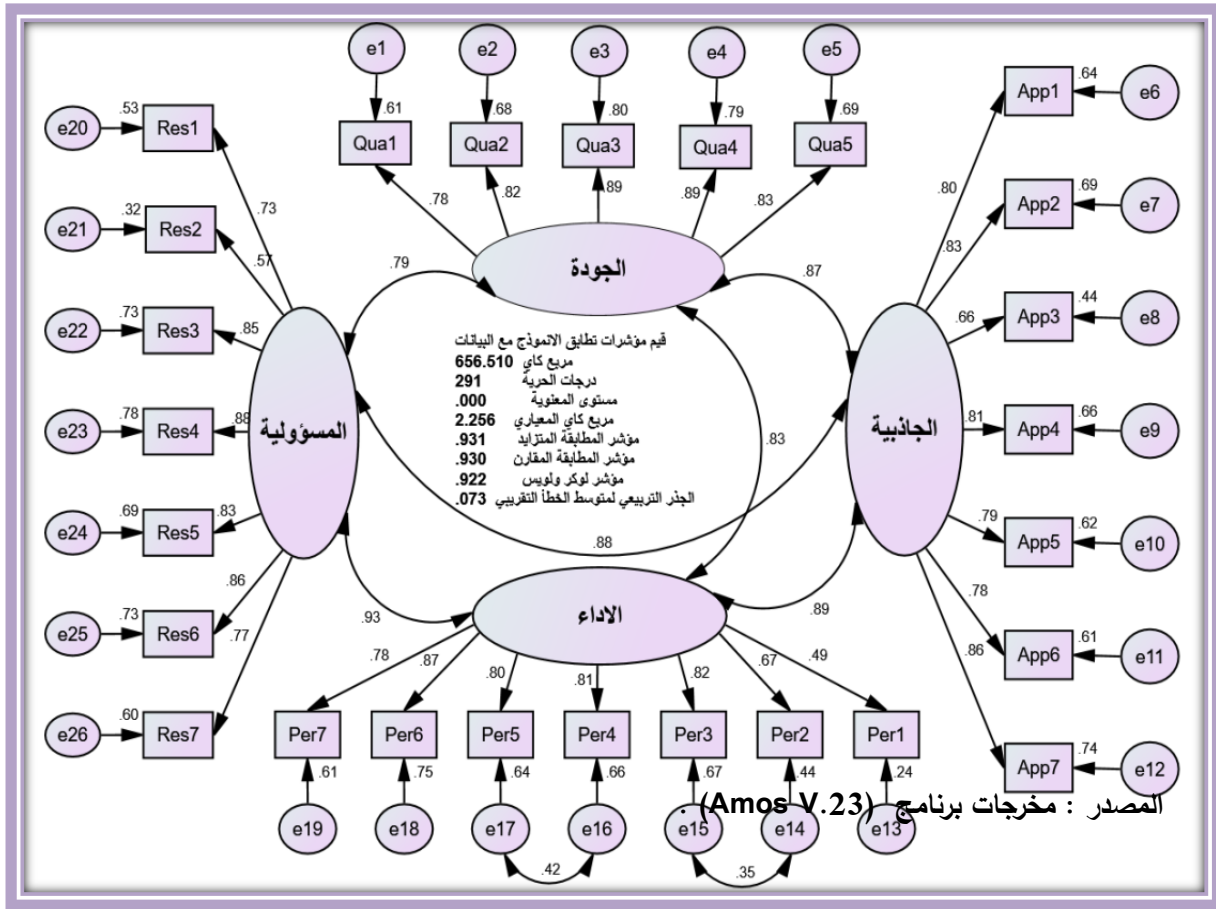 e1 e2 e3 e4 e5
.61 .68 .80 .79 .69
Qua1 Qua2 Qua3 Qua4 Qua5
.78 .82 .89 .89 .83
الجودة
e20 .53 Res1 .73
e21 .32 Res2 .57
e22 .73 Res3 .85
e23 .78 Res4 .88
e24 .69 Res5 .83
e25 .73 Res6 .86
e26 .60 Res7 .77
المسؤولية
.79
.87
قيم مؤشرات تطابق الانموذج مع البيانات
مربع كاي 656.510
درجات الحرية 291
مستوى المعنوية .000
مربع كاي المعياري 2.256
مؤشر المطابقة المتزايد .931
مؤشر المطابقة المقارن .930
مؤشر لوكر ولويس .922
الجذر التربيعي لمتوسط الخطأ التقريبي .073
.83
.88
.93
.89
الجاذبية
.80 App1 .64 e6
.83 App2 .69 e7
.66 App3 .44 e8
.81 App4 .66 e9
.79 App5 .62 e10
.78 App6 .61 e11
.86 App7 .74 e12
الاداء
.78 .87 .80 .81 .82 .67 .49
Per7 Per6 Per5 Per4 Per3 Per2 Per1
.61 .75 .64 .66 .67 .44 .24
e19 e18 e17 e16 e15 e14 e13
.42 .35
المصدر : مخرجات برنامج (Amos V.23) .